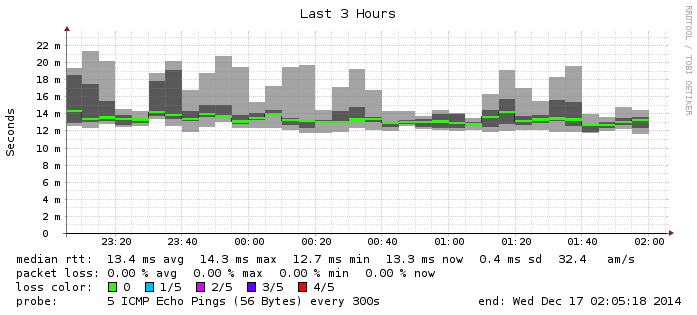 Last 3 Hours
RRDTOOL / TOBI OETIKER
Seconds
22 m
20 m
18 m
16 m
14 m
12 m
10 m
8 m
6 m
4 m
2 m
0
23:20 23:40 00:00 00:20 00:40 01:00 01:20 01:40 02:00
median rtt: 13.4 ms avg 14.3 ms max 12.7 ms min 13.3 ms now 0.4 ms sd 32.4 am/s
packet loss: 0.00 % avg 0.00 % max 0.00 % min 0.00 % now
loss color: 0 1/5 2/5 3/5 4/5
probe: 5 ICMP Echo Pings (56 Bytes) every 300s end: Wed Dec 17 02:05:18 2014